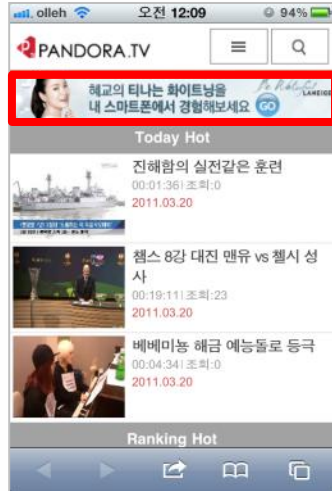 olleh 오전 12:09 94%
PANDORA.TV
혜교의 티나는 화이트닝을
내 스마트폰에서 경험해보세요 GO
LANEIGE
Today Hot
진해함의 실전같은 훈련
00:01:36 | 조회:0
2011.03.20
챔스 8강 대진 맨유 vs 첼시 성
사
00:19:11 | 조회:23
2011.03.20
베베미뇽 해금 예능돌로 등극
00:04:34 | 조회:0
2011.03.20
Ranking Hot